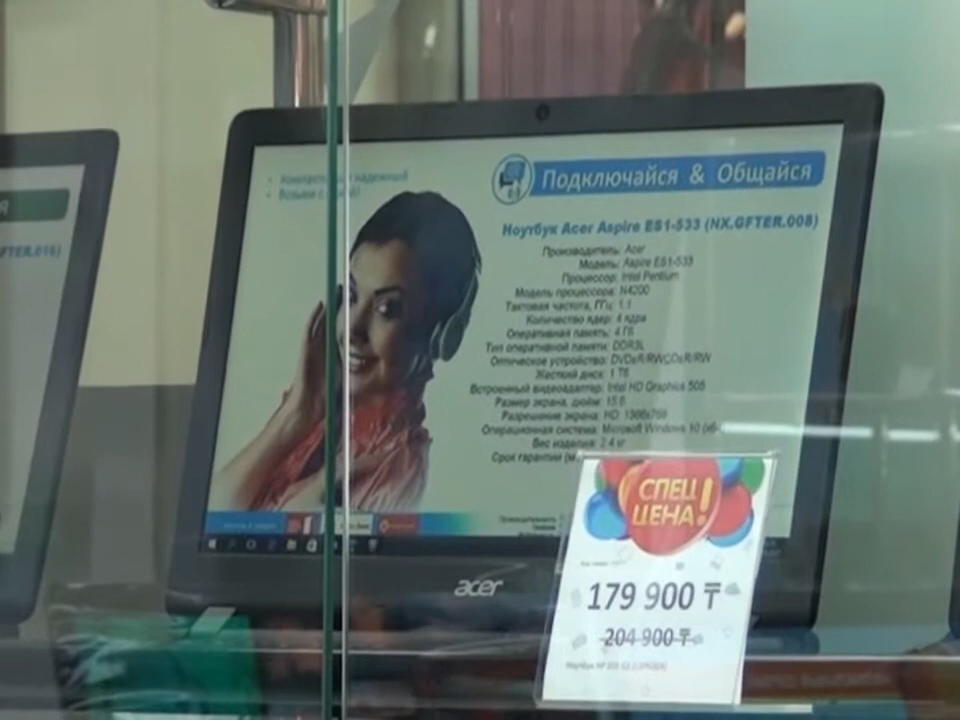 Подключайся & Общайся
Ноутбук Acer Aspire ES1-533 (NX.GFTER.008)
Производитель: Acer
Модель: Aspire ES1-533
Процессор: Intel Pentium
Модель процессора: N4200
Тактовая частота, ГГц: 1.1
Количество ядер: 4 ядра
Оперативная память: 4 Гб
Тип оперативной памяти: DDR3L
Оптическое устройство: DVD±R/RW/CD±R/RW
Жесткий диск: 1 Тб
Встроенный видеоадаптер: Intel HD Graphics 505
Размер экрана, дюйм: 15.6
Разрешение экрана: HD 1366x768
Операционная система: Microsoft Windows 10
Вес изделия: 2.4 кг
Срок гарантии
надежный
FTER.016)
acer
СПЕЦ
ЦЕНА!
179 900 ₸
204 900 ₸
Ноутбук